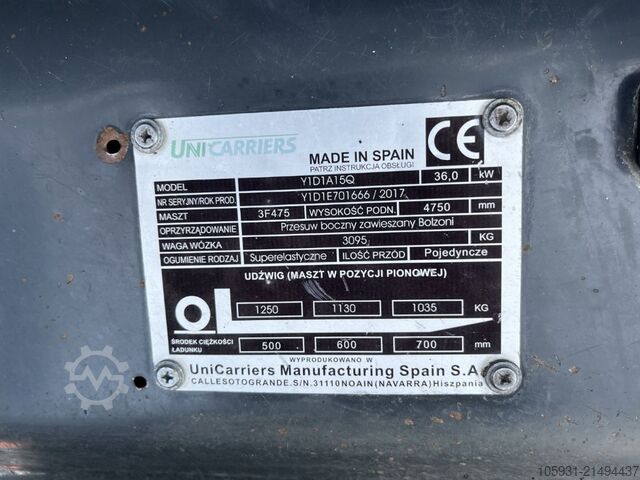 UNICARRIERS
MADE IN SPAIN
PATRZ INSTRUKCJA OBSŁUGI
CE
MODEL Y1D1A15Q 36,0 kW
NR SERYJNY/ROK PROD. Y1D1E701666 / 2017
MASZT 3F475 WYSOKOŚĆ PODN. 4750 mm
OPRZYRZĄDOWANIE Przesuw boczny zawieszany Bolzoni
WAGA WÓZKA 3095 KG
OGUMIENIE RODZAJ Superelastyczne ILOŚĆ PRZÓD Pojedyncze
UDŹWIG (MASZT W POZYCJI PIONOWEJ)
1250 1130 1035 KG
ŚRODEK CIĘŻKOŚCI
ŁADUNKU 500 600 700 mm
WYPRODUKOWANO W
UniCarriers Manufacturing Spain S.A
CALLESOTOGRANDE.S/N.31110NOAIN(NAVARRA)Hiszpania
105931-21494437